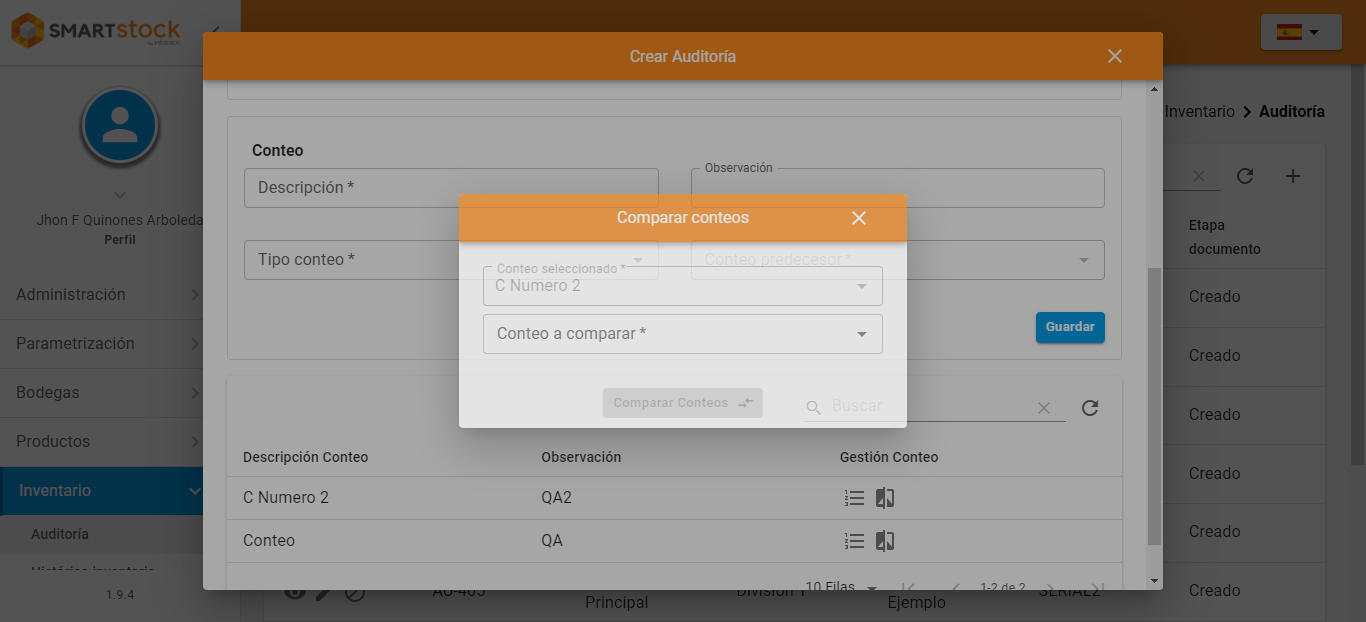 SMARTstock
Crear Auditoría
Inventario > Auditoría
Jhon F Quinones Arboleda
Perfil
Administración
Parametrización
Bodegas
Productos
Inventario
Auditoría
Histórico inventario
1.9.4
Conteo
Descripción *
Observación
Tipo conteo *
Conteo predecesor *
Guardar
Comparar conteos
Conteo seleccionado *
C Numero 2
Conteo a comparar *
Comparar Conteos
Buscar
Descripción Conteo Observación Gestión Conteo
C Numero 2 QA2
Conteo QA
10 Filas 1-2 de 2
Etapa
documento
Creado
Creado
Creado
Creado
Creado
Creado
AU-405 Principal División 1 Ejemplo SERIAL2